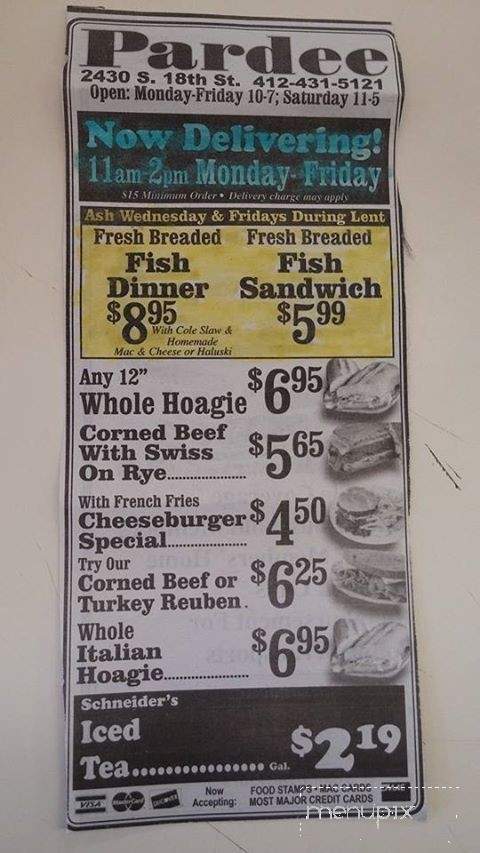 Pardee
2430 S. 18th St. 412-431-5121
Open: Monday-Friday 10-7; Saturday 11-5
Now Delivering!
11am-2pm Monday-Friday
$15 Minimum Order • Delivery charge may apply
Ash Wednesday & Fridays During Lent
Fresh Breaded
Fish
Dinner
$8.95
With Cole Slaw &
Homemade
Mac & Cheese or Haluski
Fresh Breaded
Fish
Sandwich
$5.99
Any 12"
Whole Hoagie $6.95
Corned Beef
With Swiss
On Rye.................... $5.65
With French Fries
Cheeseburger
Special.................... $4.50
Try Our
Corned Beef or
Turkey Reuben. $6.25
Whole
Italian
Hoagie.................... $6.95
Schneider's
Iced
Tea................ Gal. $2.19
VISA MasterCard DISCOVER
Now
Accepting:
FOOD STAMPS • MAC CARDS
MOST MAJOR CREDIT CARDS
menupix